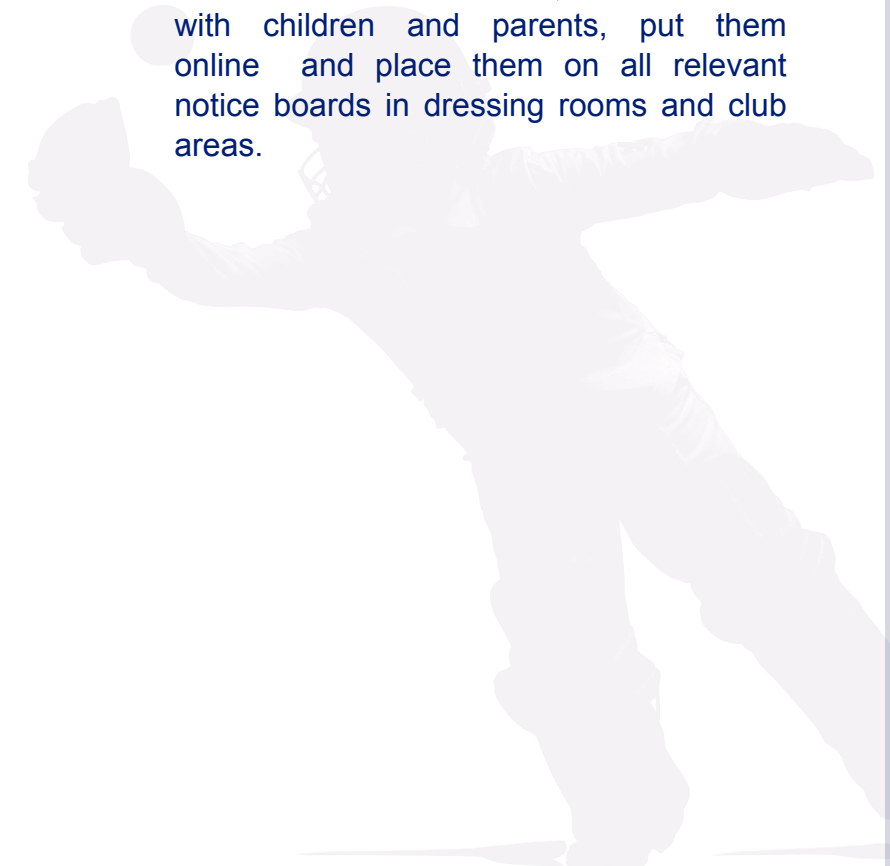 with children and parents, put them
online and place them on all relevant
notice boards in dressing rooms and club
areas.